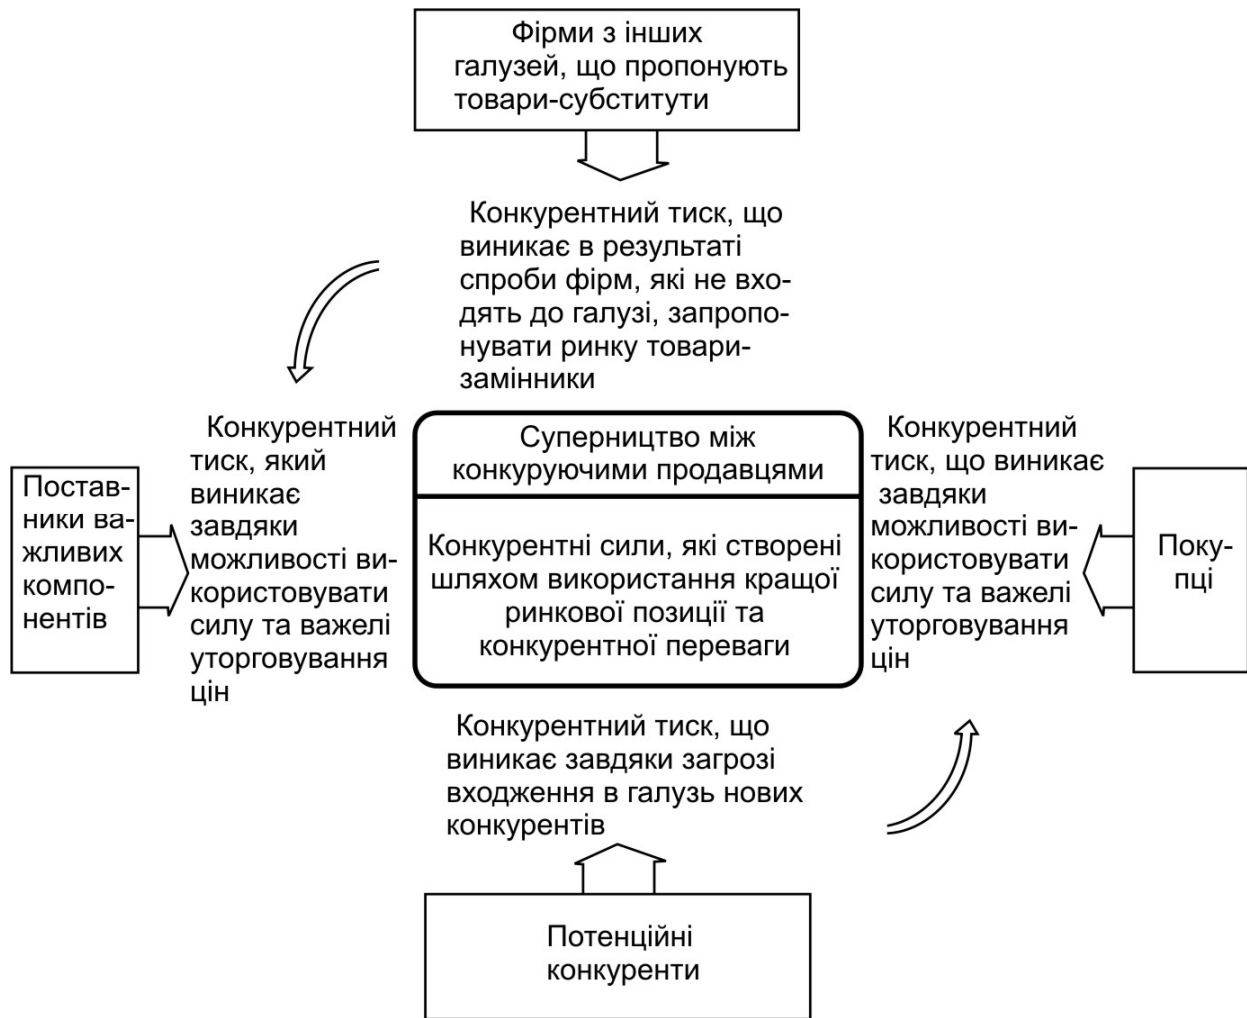 Фірми з інших
галузей, що пропонують
товари-субститути
Конкурентний тиск, що
виникає в результаті
спроби фірм, які не вхо-
дять до галузі, запропо-
нувати ринку товари-
замінники
Постав-
ники ва-
жливих
компо-
нентів
Конкурентний
тиск, який
виникає
завдяки
можливості ви-
користовувати
силу та важелі
уторговування
цін
Суперництво між
конкуруючими продавцями
Конкурентні сили, які створені
шляхом використання кращої
ринкової позиції та
конкурентної переваги
Конкурентний
тиск, що виникає
завдяки
можливості ви-
користовувати
силу та важелі
уторговування
цін
Поку-
пці
Конкурентний тиск, що
виникає завдяки загрозі
входження в галузь нових
конкурентів
Потенційні
конкуренти